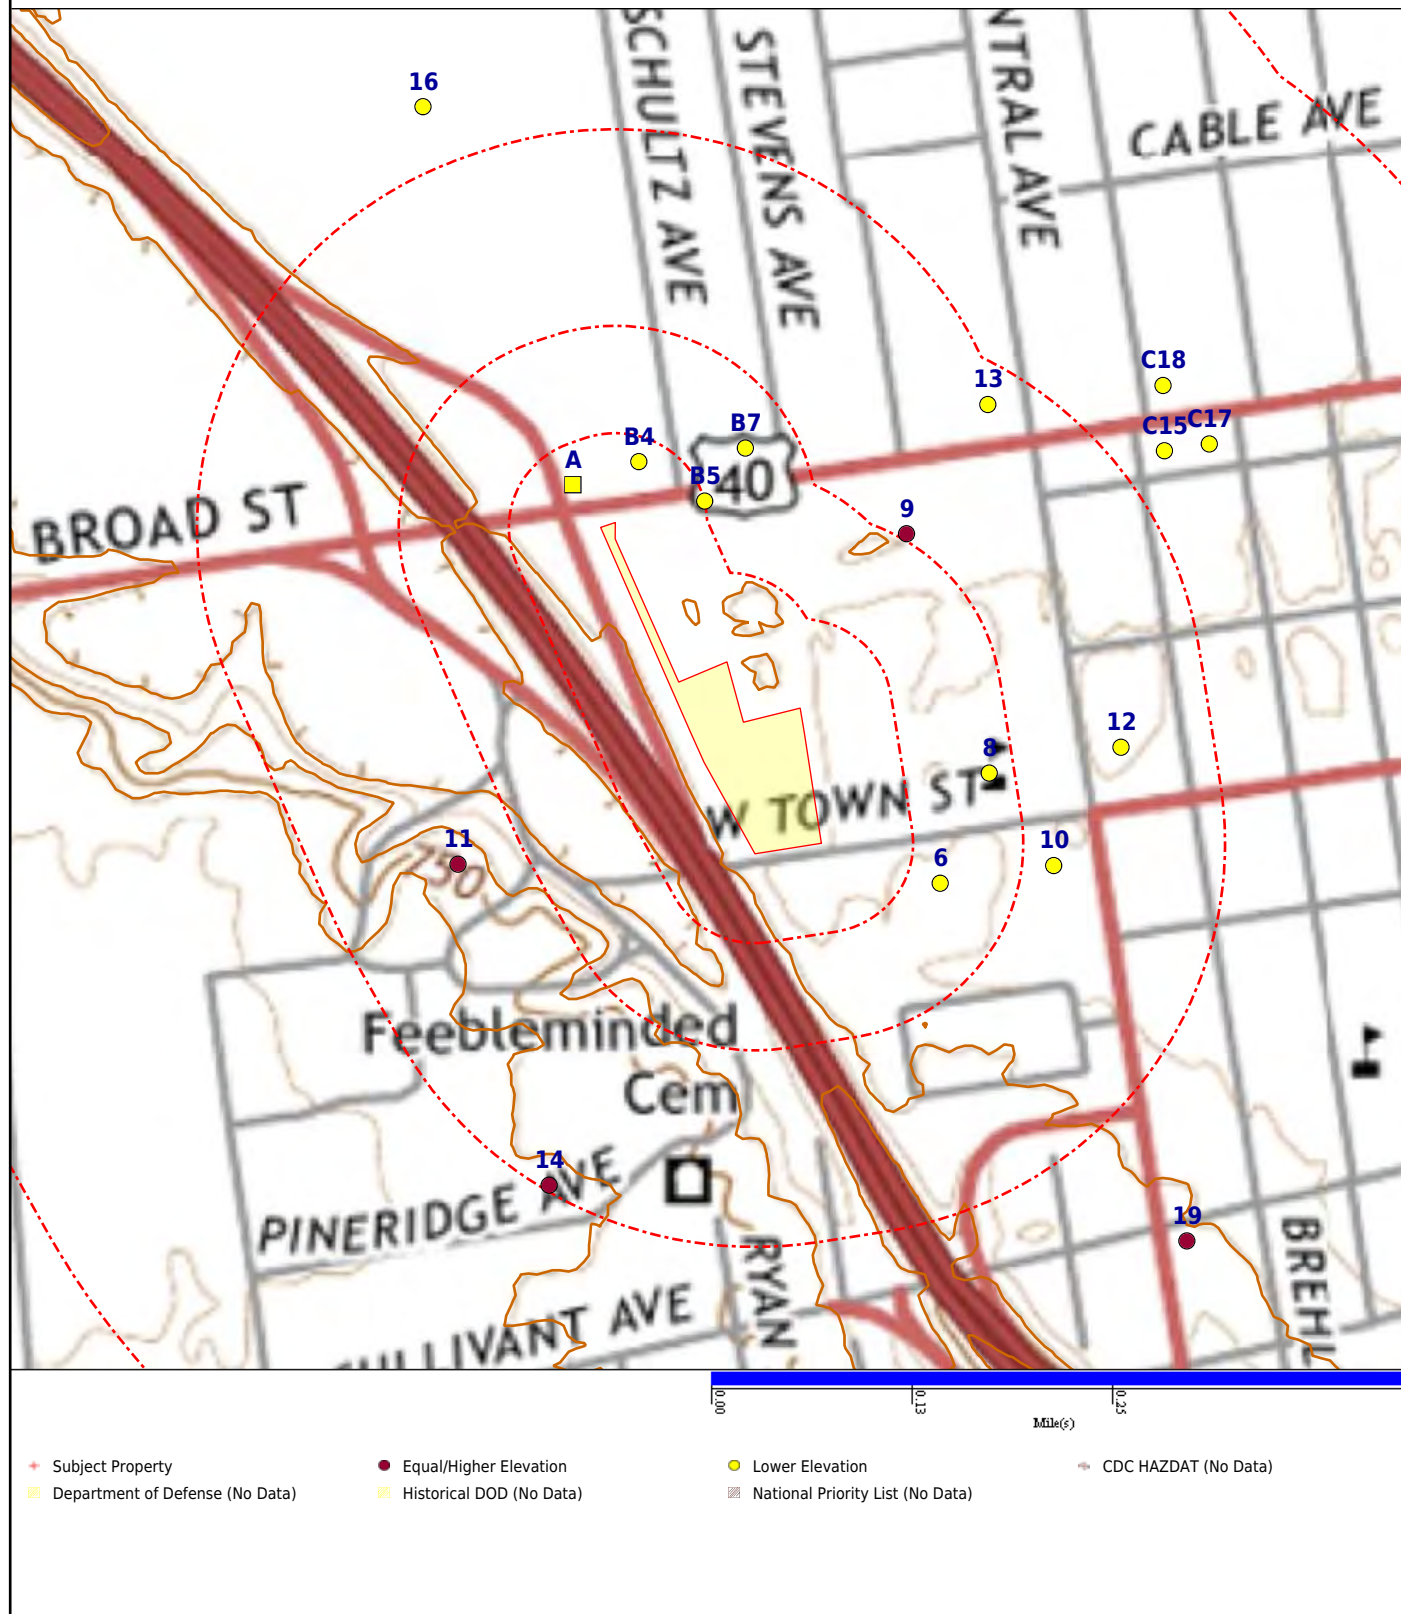 16
SCHULTZ AVE
STEVENS AVE
NTRAL AVE
CABLE AVE
C18
13
C15
C17
B7
B4
A
B5
40
9
BROAD ST
12
8
W TOWN ST
11
750
6
10
Feebleminded
Cem
14
PINERIDGE AVE
19
RYAN
BREHL
SULLIVANT AVE
0.00
0.13
0.25
Mile(s)
Subject Property
Equal/Higher Elevation
Lower Elevation
CDC HAZDAT (No Data)
Department of Defense (No Data)
Historical DOD (No Data)
National Priority List (No Data)